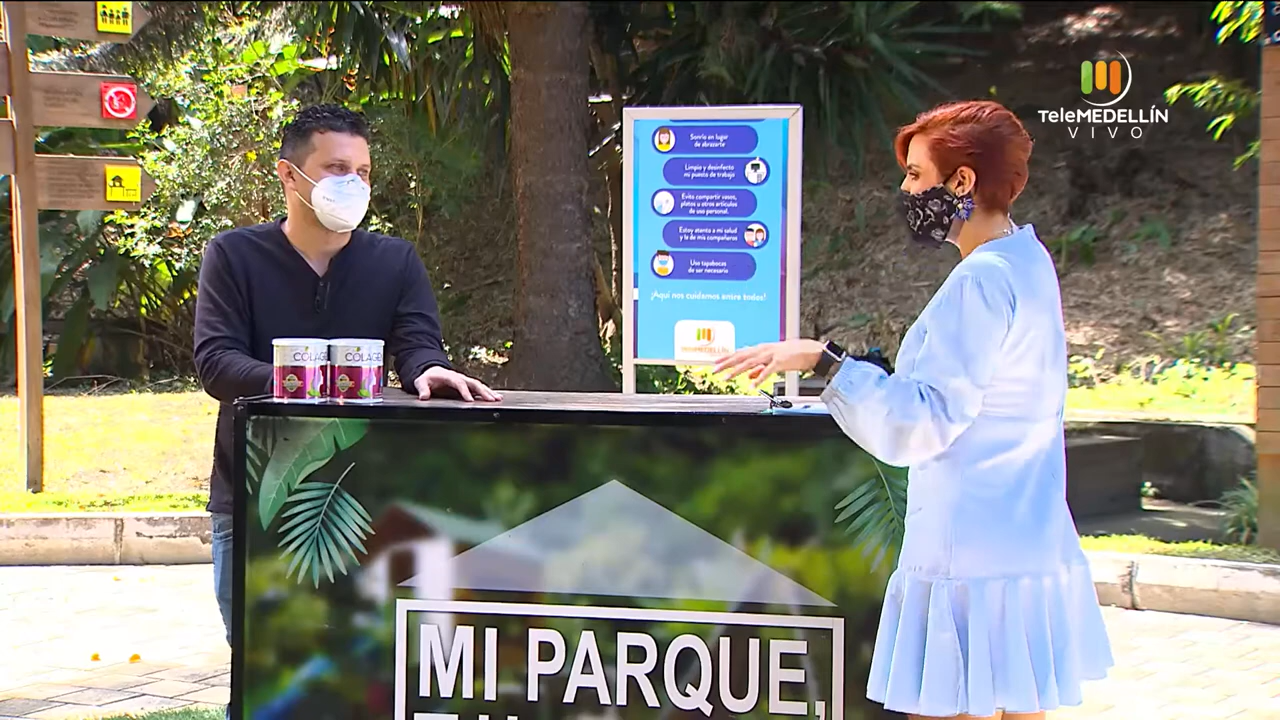 TeleMEDELLÍN
VIVO
Sonrío en lugar
de abrazarte
Limpio y desinfecto
mi puesto de trabajo
Evito compartir vasos,
platos u otros artículos
de uso personal.
Estoy atento a mi salud
y la de mis compañeros
Uso tapabocas
de ser necesario
¡Aquí nos cuidamos entre todos!
TeleMEDELLÍN
COLAGEN
MI PARQUE,